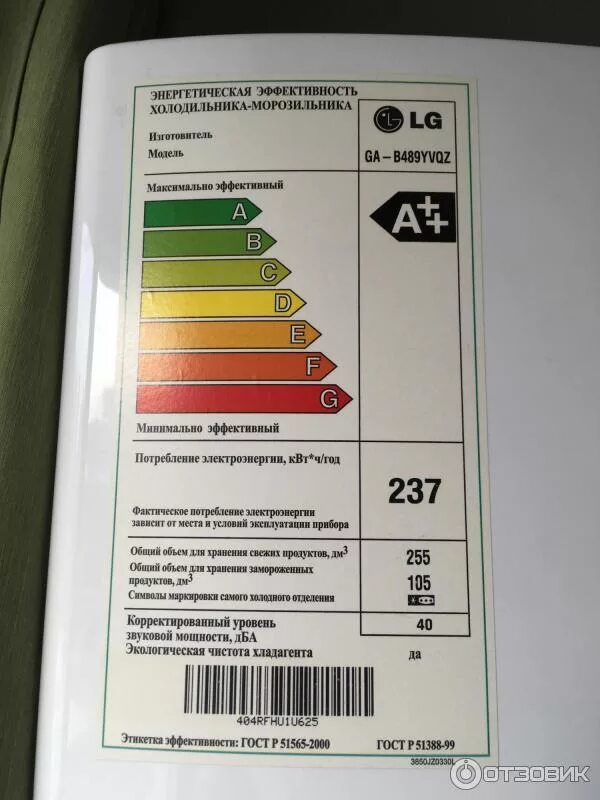 ЭНЕРГЕТИЧЕСКАЯ ЭФФЕКТИВНОСТЬ
ХОЛОДИЛЬНИКА-МОРОЗИЛЬНИКА
LG
Изготовитель
Модель
GA – B489YVQZ
Максимально эффективный
A
A++
B
C
D
E
F
G
Минимально эффективный
Потребление электроэнергии, кВт*ч/год
237
Фактическое потребление электроэнергии
зависит от места и условий эксплуатации прибора
Общий объем для хранения свежих продуктов, дм3
255
Общий объем для хранения замороженных
продуктов, дм3
105
Символы маркировки самого холодного отделения
Корректированный уровень
звуковой мощности, дБА
40
Экологическая чистота хладагента
да
404RFHU1U625
Этикетка эффективности: ГОСТ Р 51565-2000
ГОСТ Р 51388-99
3850JZ0330L
ОТЗОВИК